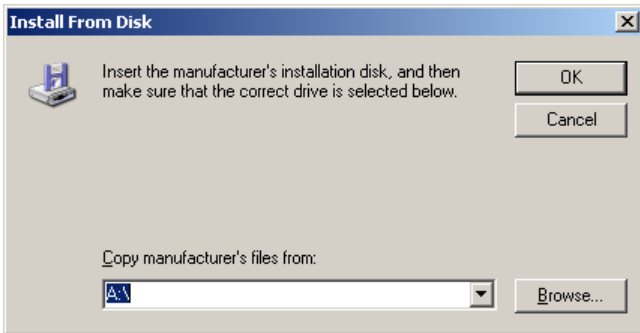 Install From Disk
Insert the manufacturer's installation disk, and then
make sure that the correct drive is selected below.
OK
Cancel
Copy manufacturer's files from:
A:\
Browse...